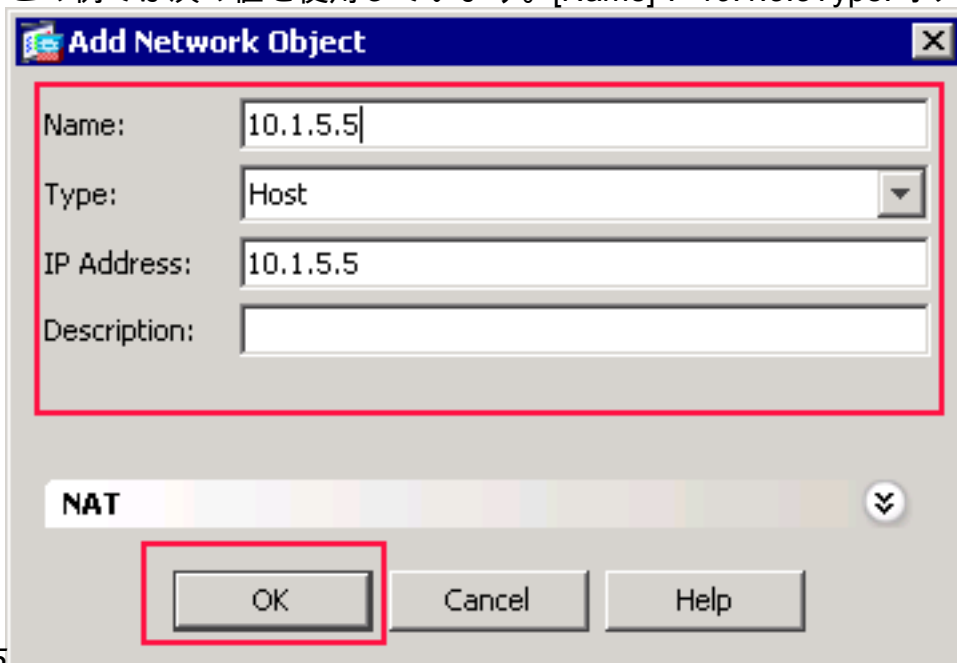 Add Network Object
Name: 10.1.5.5
Type: Host
IP Address: 10.1.5.5
Description:
NAT
OK Cancel Help